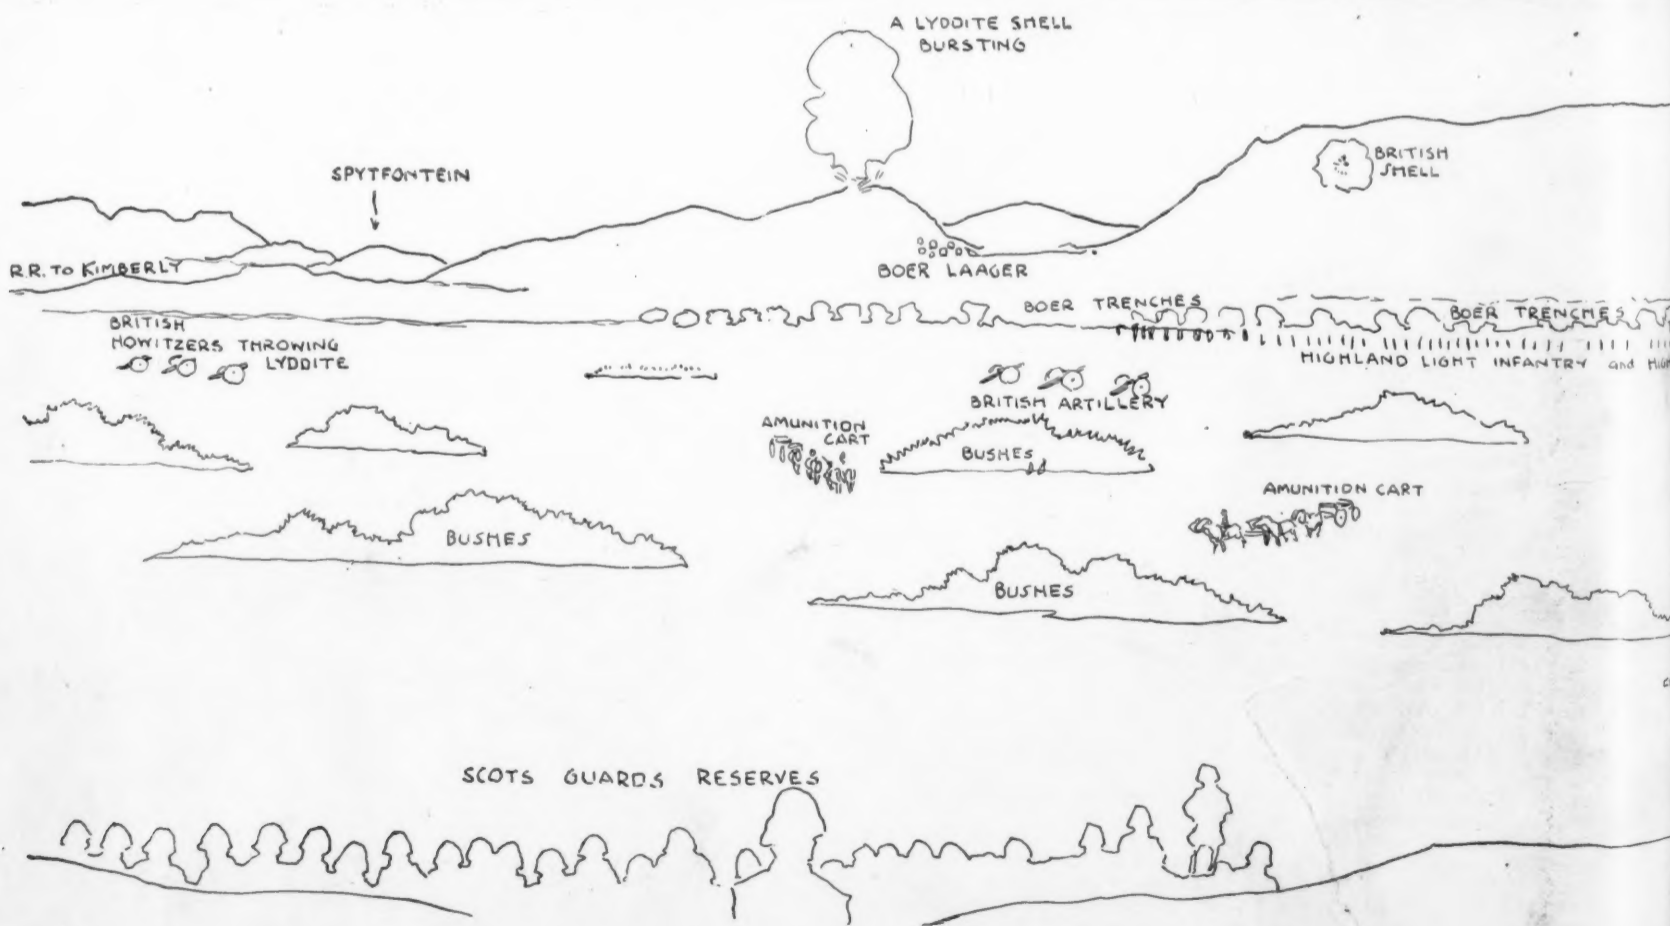 A LYDDITE SHELL
BURSTING
SPYTFONTEIN
BRITISH
SHELL
R.R. TO KIMBERLY
BOER LAAGER
BOER TRENCHES
BOER TRENCHES
BRITISH
HOWITZERS THROWING
LYDDITE
HIGHLAND LIGHT INFANTRY and
BRITISH ARTILLERY
AMUNITION
CART
BUSHES
AMUNITION CART
BUSHES
BUSHES
SCOTS GUARDS RESERVES